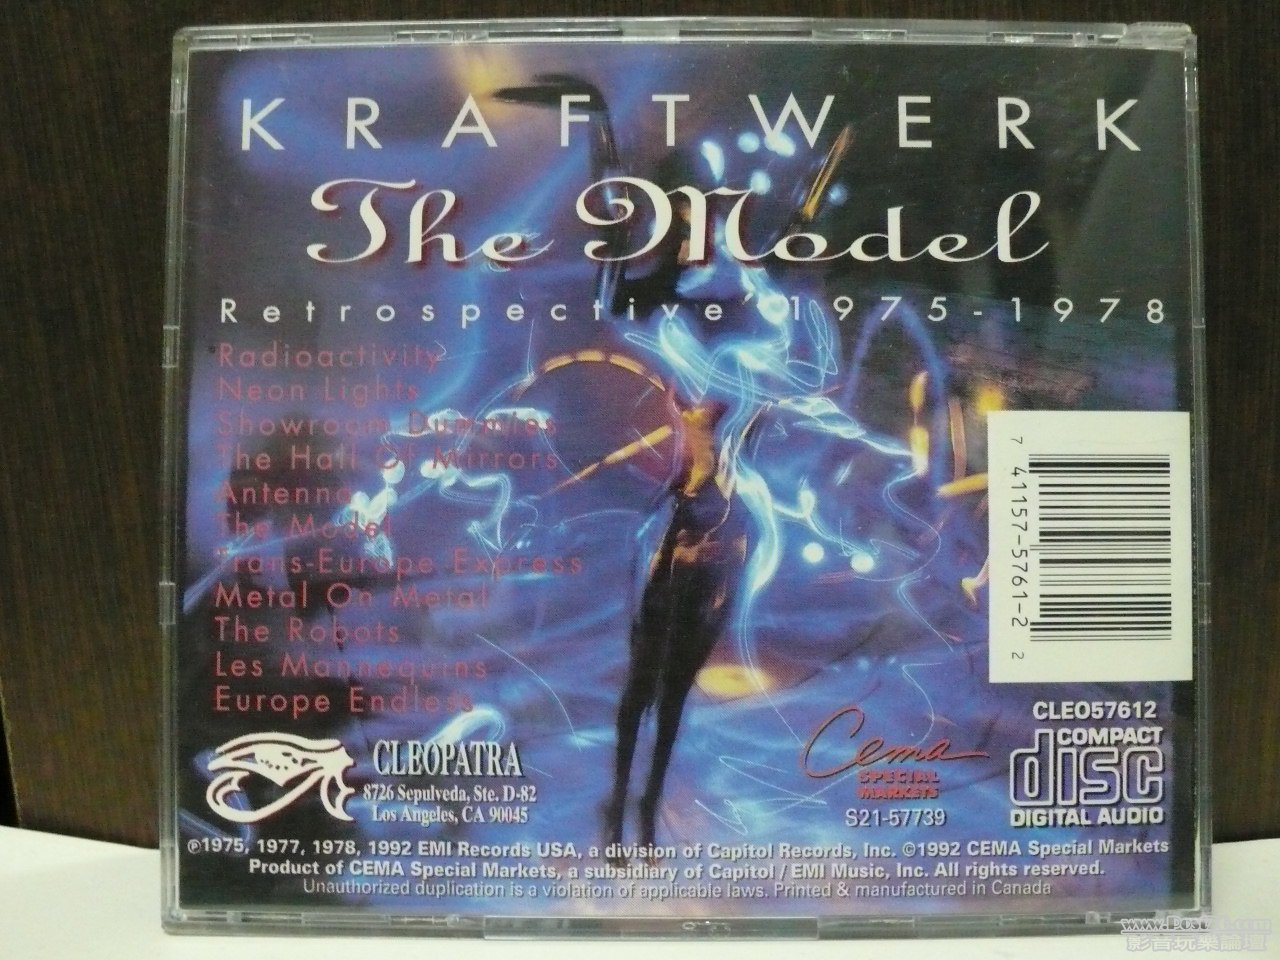 KRAFTWERK
The Model
Retrospective' 1975-1978
Radioactivity
Neon Lights
Showroom Dummies
The Hall Of Mirrors
Antenna
The Model
Trans-Europe Express
Metal On Metal
The Robots
Les Mannequins
Europe Endless
7 41157-5761-2 2
CLEO57612
COMPACT
disc
DIGITAL AUDIO
CLEOPATRA
8726 Sepulveda, Ste. D-82
Los Angeles, CA 90045
Cema
SPECIAL
MARKETS
S21-57739
℗1975, 1977, 1978, 1992 EMI Records USA, a division of Capitol Records, Inc. ©1992 CEMA Special Markets
Product of CEMA Special Markets, a subsidiary of Capitol / EMI Music, Inc. All rights reserved.
Unauthorized duplication is a violation of applicable laws. Printed & manufactured in Canada
影音玩樂論壇